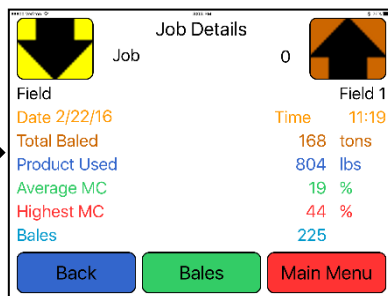 Job Details
Job 0
Field Field 1
Date 2/22/16 Time 11:19
Total Baled 168 tons
Product Used 804 lbs
Average MC 19 %
Highest MC 44 %
Bales 225
Back Bales Main Menu